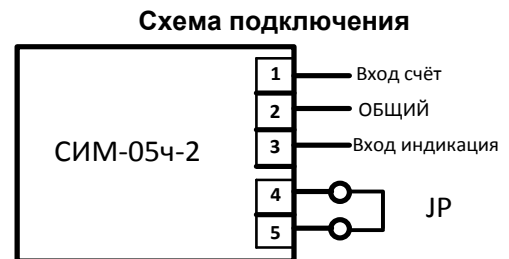 Схема подключения
1 Вход счёт
2 ОБЩИЙ
СИМ-05ч-2 3 Вход индикация
4
JP
5